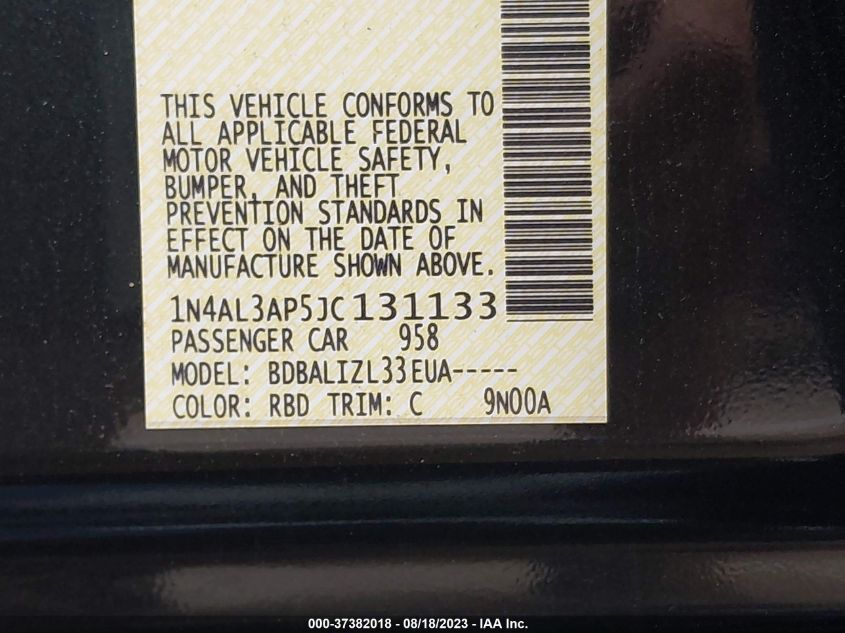 THIS VEHICLE CONFORMS TO
ALL APPLICABLE FEDERAL
MOTOR VEHICLE SAFETY,
BUMPER, AND THEFT
PREVENTION STANDARDS IN
EFFECT ON THE DATE OF
MANUFACTURE SHOWN ABOVE.
1N4AL3AP5JC131133
PASSENGER CAR 958
MODEL: BDBALIZL33EUA-----
COLOR: RBD TRIM: C 9N00A
000-37382018 - 08/18/2023 - IAA Inc.